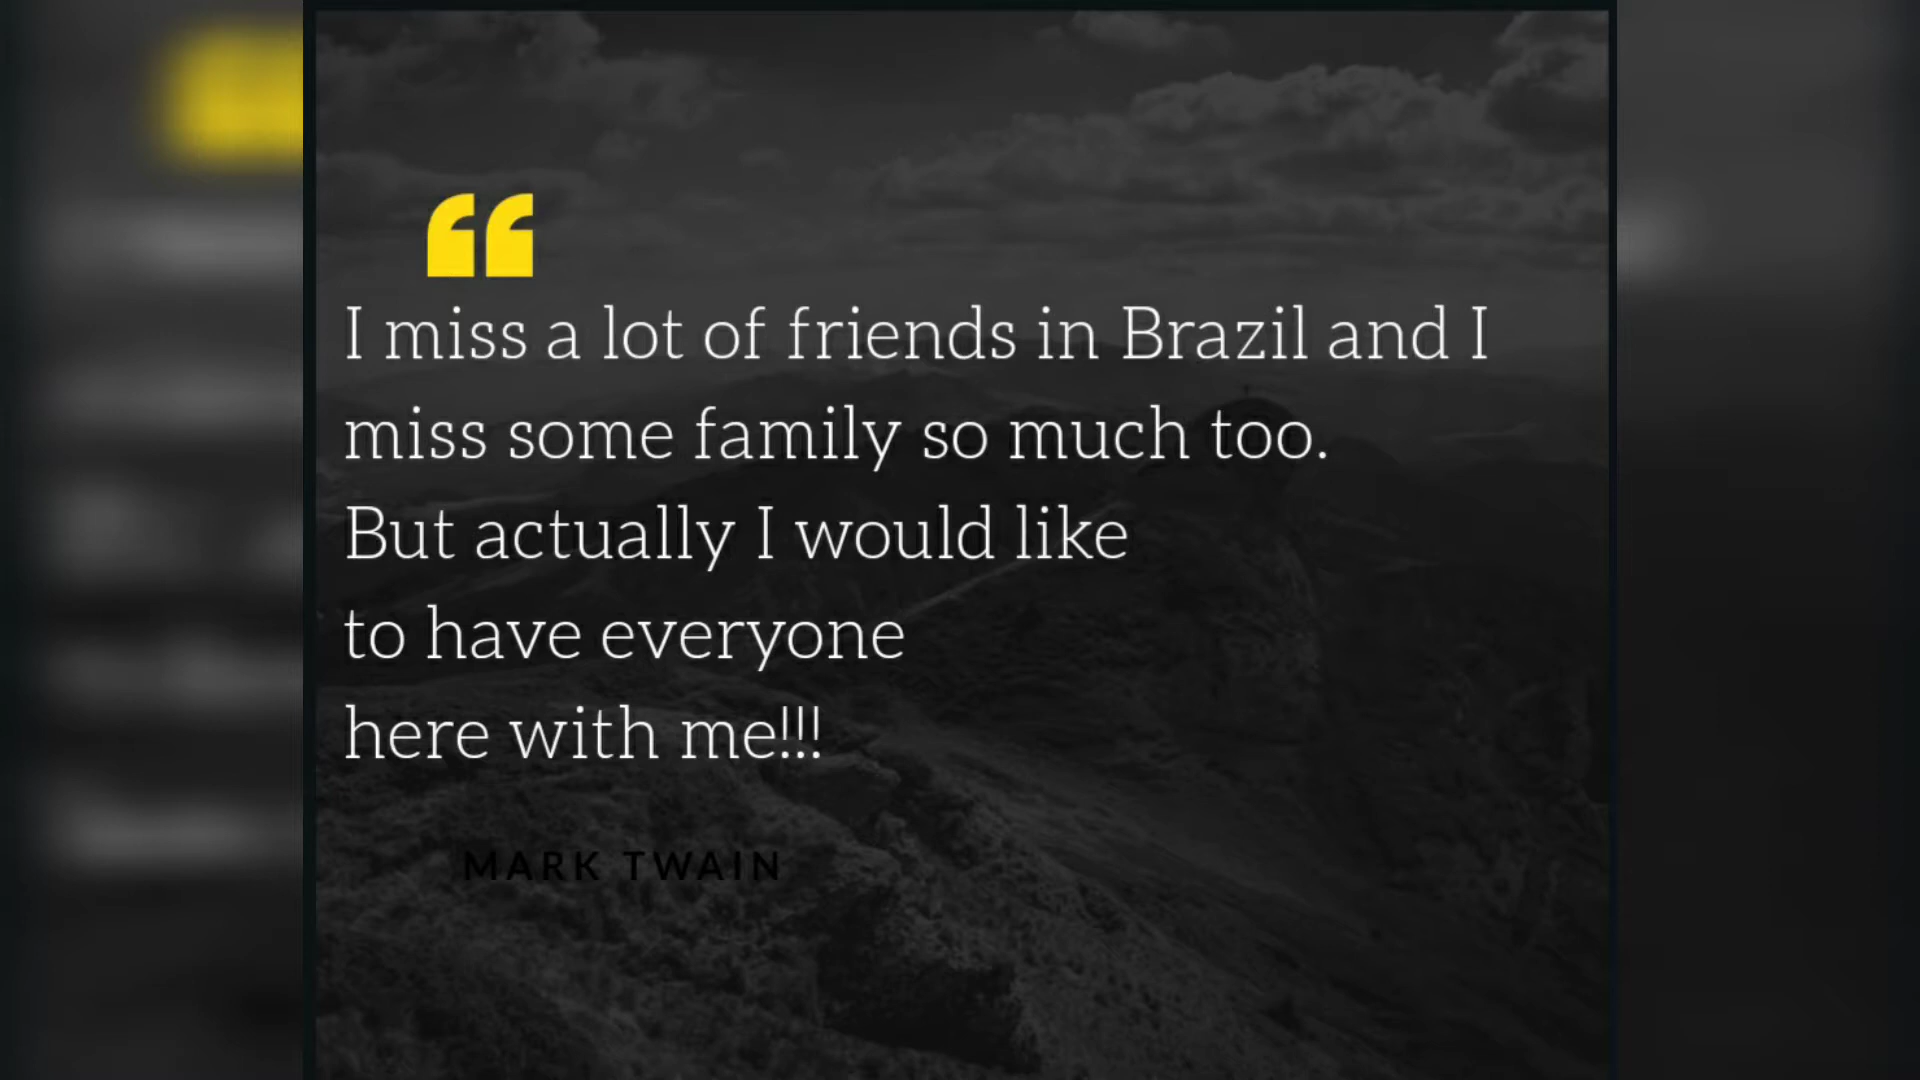 “
I miss a lot of friends in Brazil and I
miss some family so much too.
But actually I would like
to have everyone
here with me!!!
MARK TWAIN